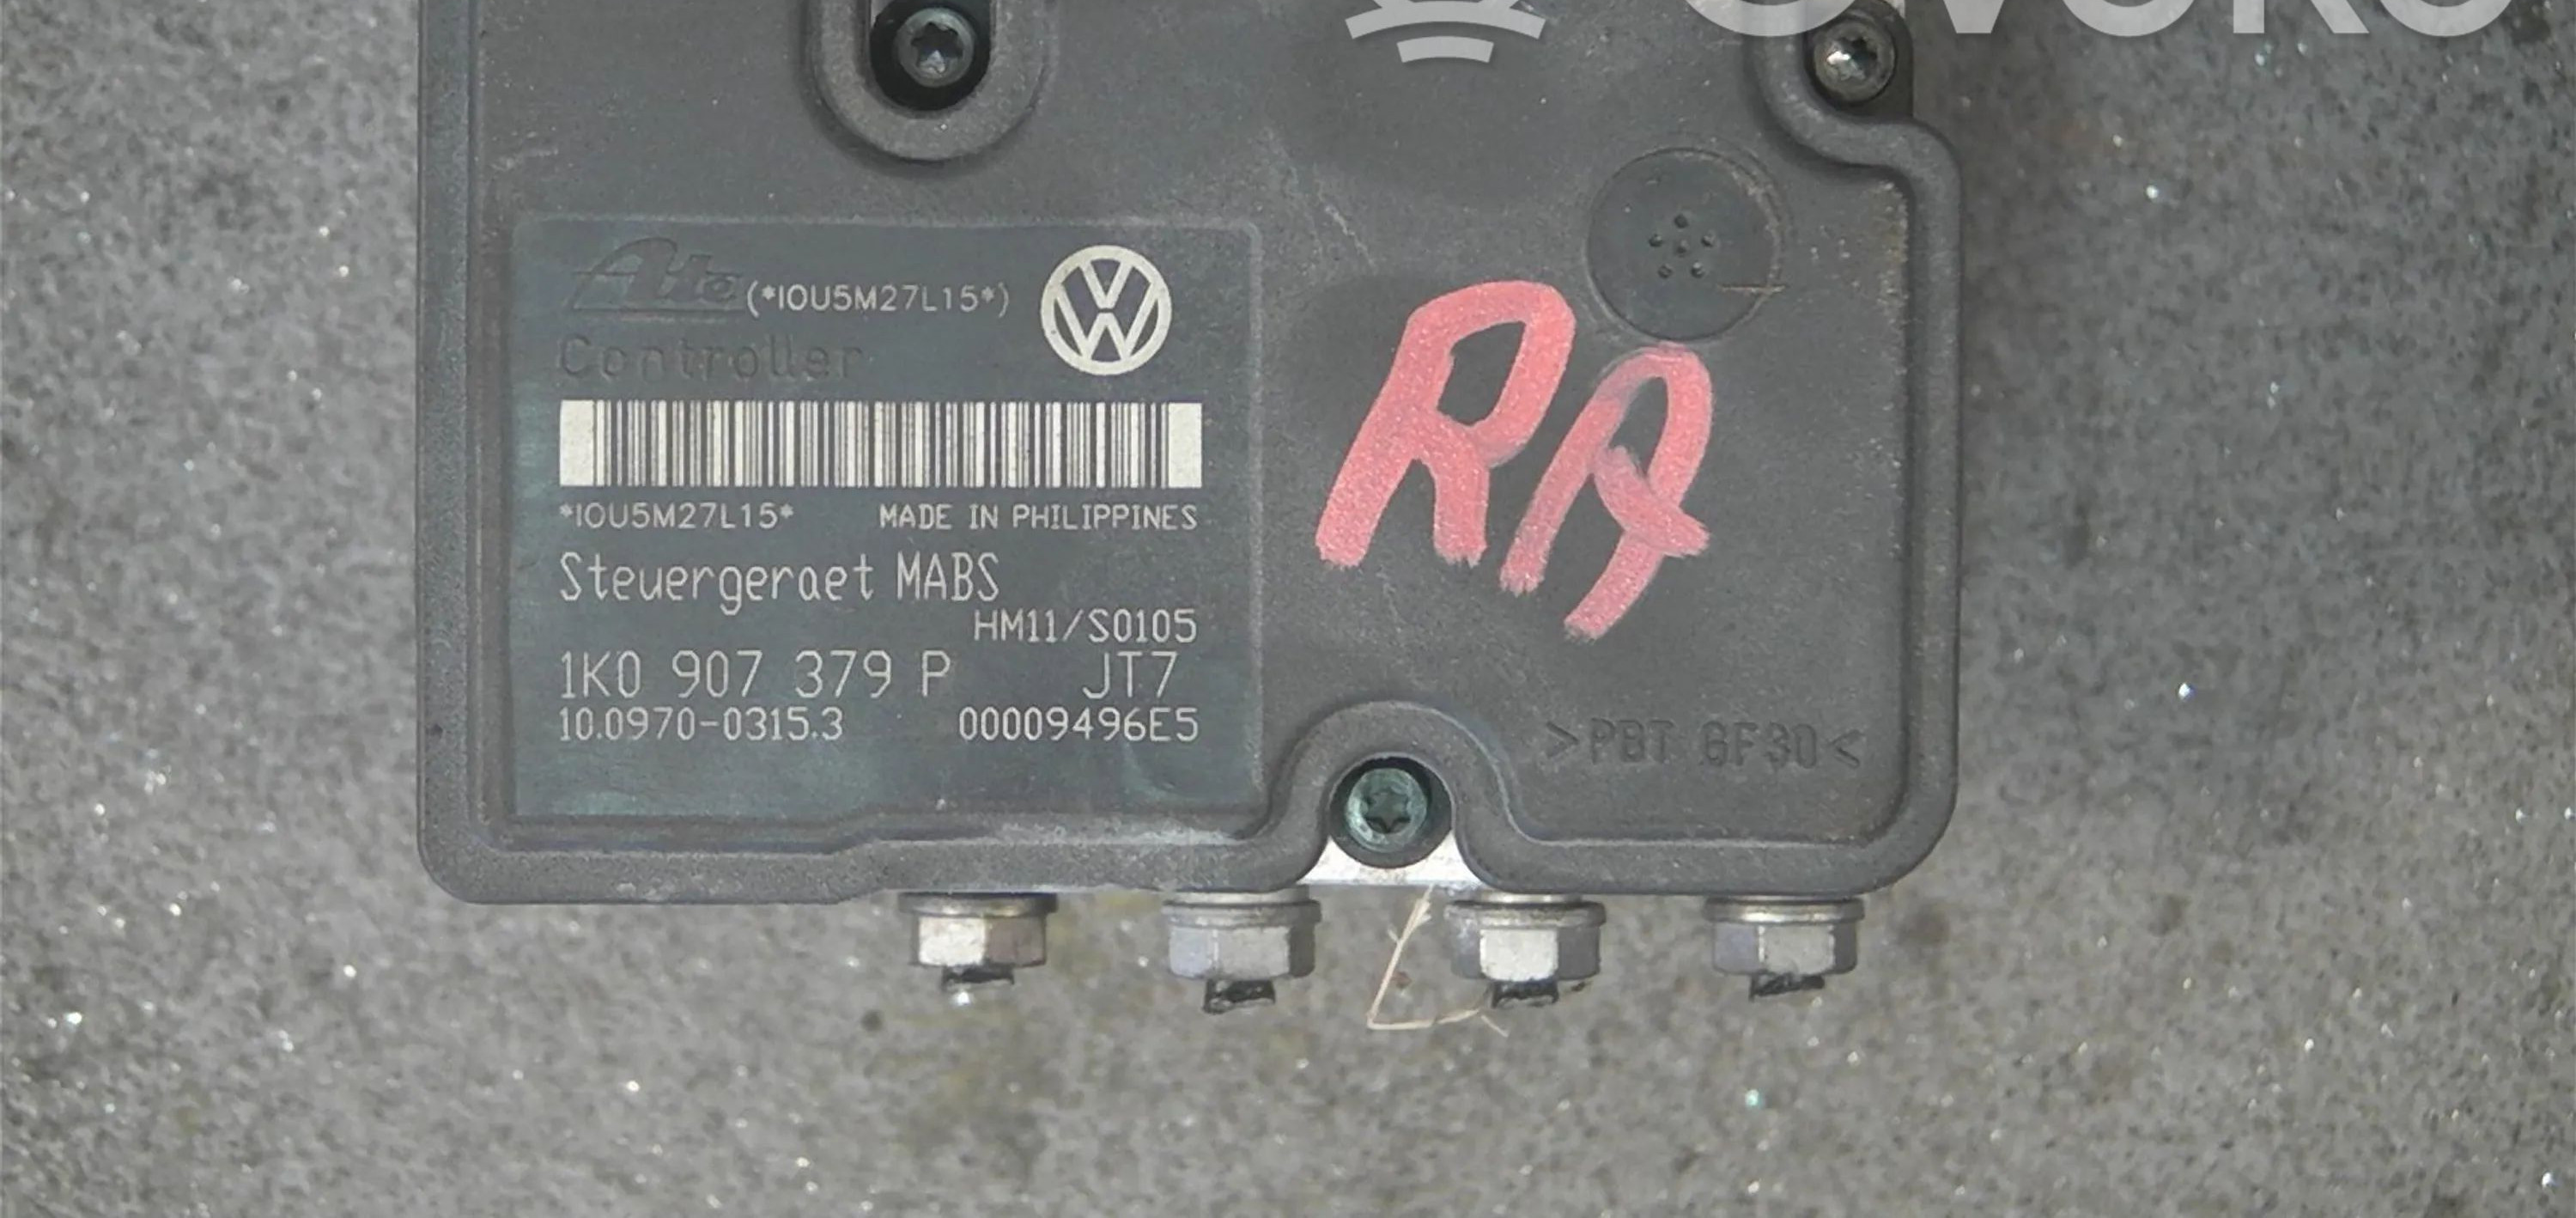 Ate (*IOU5M27L15*)
Controller
*IOU5M27L15* MADE IN PHILIPPINES
Steuergeraet MABS
HM11/S0105
1K0 907 379 P JT7
10.0970-0315.3 00009496E5
RA
>PBT GF30<